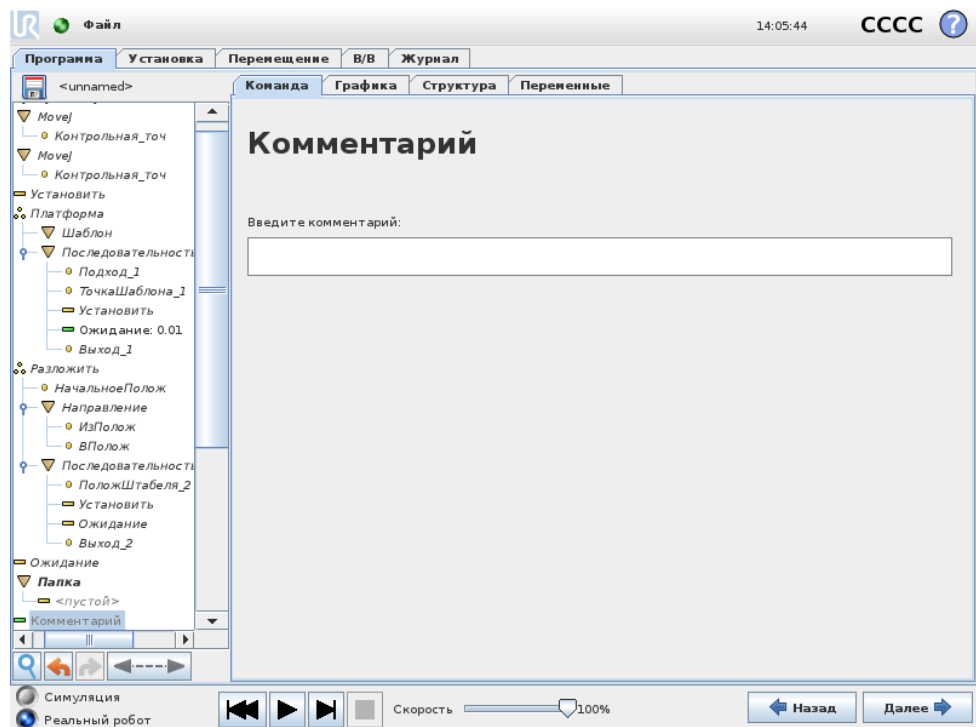 UR Файл 14:05:44 CCCC ?
Программа Установка Перемещение В/В Журнал
<unnamed> Команда Графика Структура Переменные
MoveJ
Контрольная_точ
MoveJ
Контрольная_точ
Установить
Платформа
Шаблон
Последовательность
Подход_1
ТочкаШаблона_1
Установить
Ожидание: 0.01
Выход_1
Разложить
НачальноеПолож
Направление
ИзПолож
ВПолож
Последовательность
ПоложШтабеля_2
Установить
Ожидание
Выход_2
Ожидание
Папка
<пустой>
Комментарий
Комментарий
Введите комментарий:
Симуляция
Реальный робот
Скорость 100%
Назад Далее